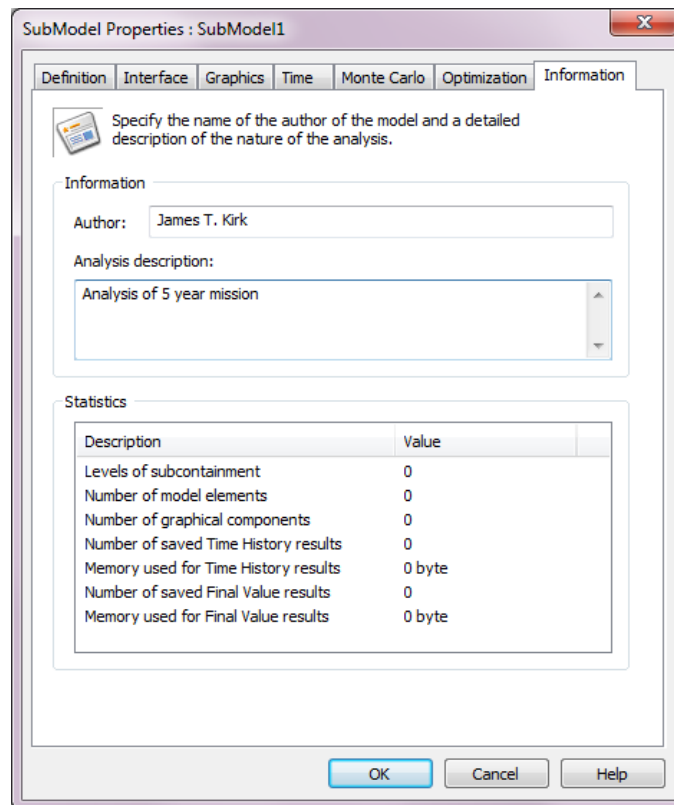 SubModel Properties : SubModel1
Definition Interface Graphics Time Monte Carlo Optimization Information
Specify the name of the author of the model and a detailed
description of the nature of the analysis.
Information
Author: James T. Kirk
Analysis description:
Analysis of 5 year mission
Statistics
Description Value
Levels of subcontainment 0
Number of model elements 0
Number of graphical components 0
Number of saved Time History results 0
Memory used for Time History results 0 byte
Number of saved Final Value results 0
Memory used for Final Value results 0 byte
OK Cancel Help